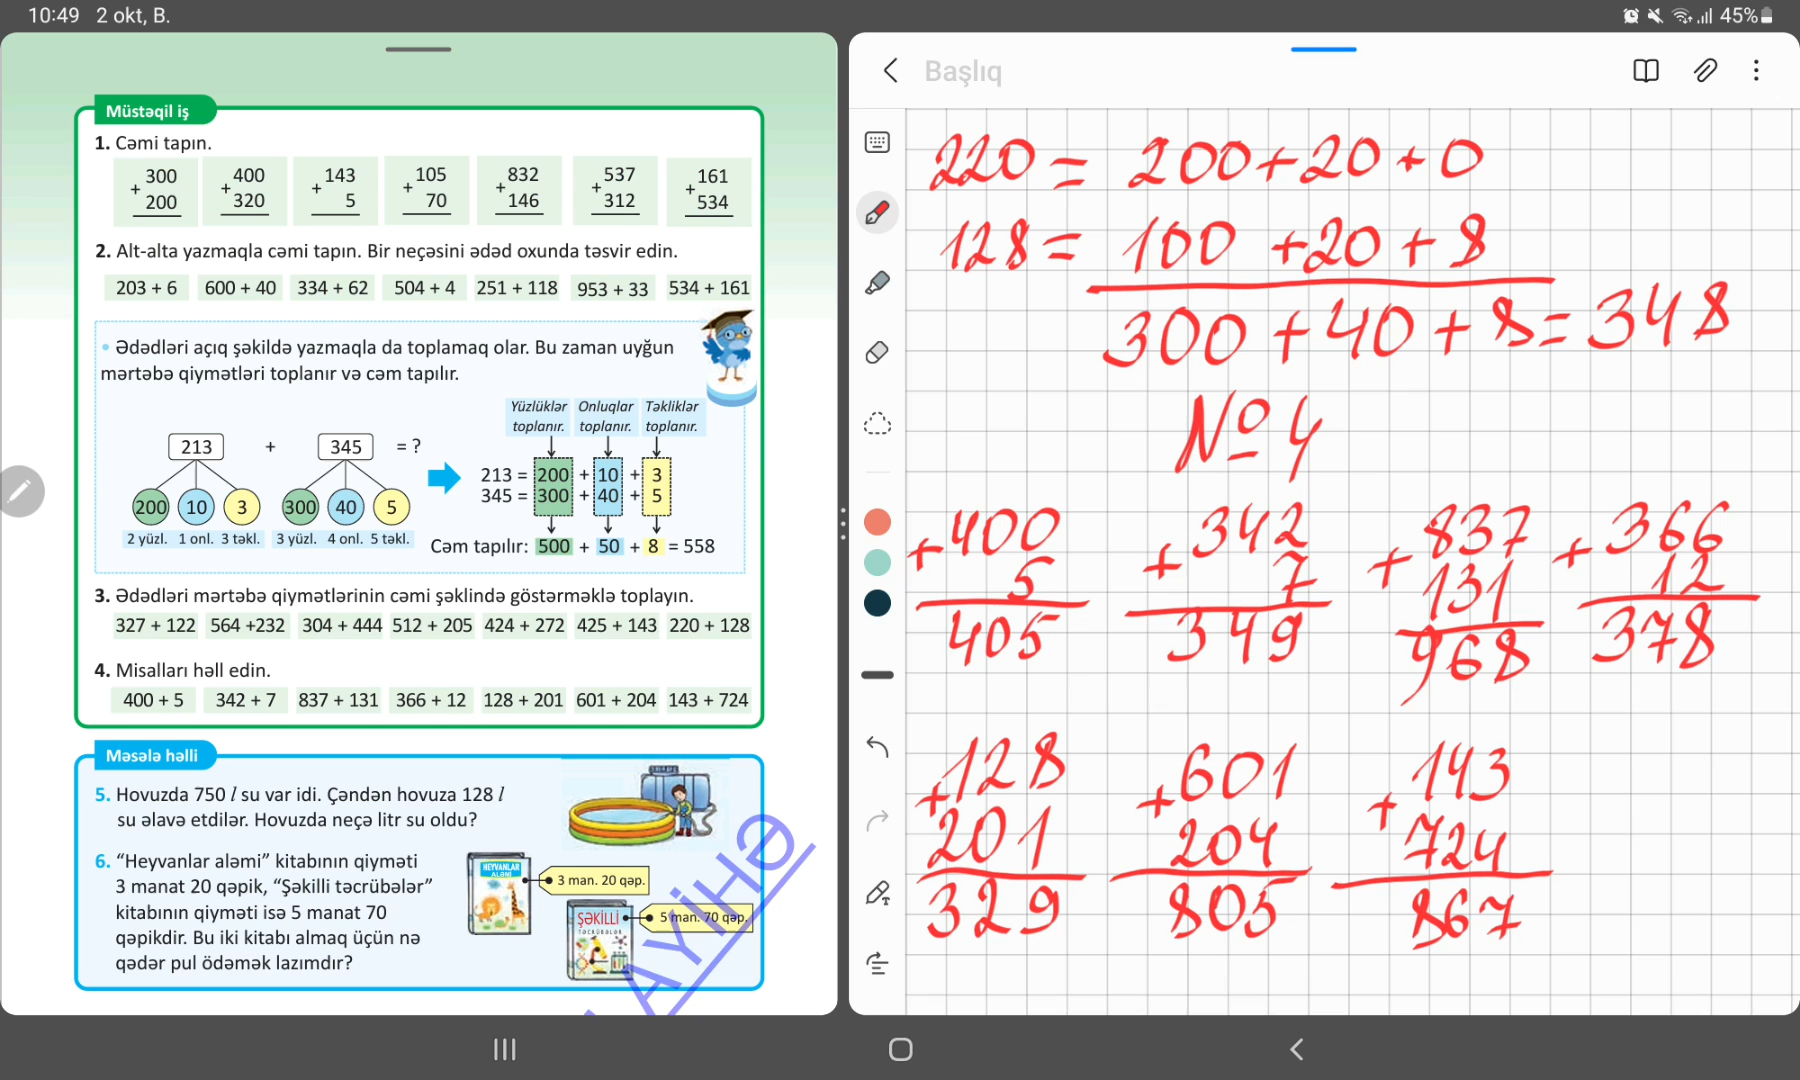 10:49 2 okt, B.
45%
Müstəqil iş
1. Cəmi tapın.
300 400 143 105 832 537 161
+ + + + + + +
200 320 5 70 146 312 534
2. Alt-alta yazmaqla cəmi tapın. Bir neçəsini ədəd oxunda təsvir edin.
203 + 6 600 + 40 334 + 62 504 + 4 251 + 118 953 + 33 534 + 161
• Ədədləri açıq şəkildə yazmaqla da toplamaq olar. Bu zaman uyğun
mərtəbə qiymətləri toplanır və cəm tapılır.
Yüzlüklər toplanır. Onluqlar toplanır. Təkliklər toplanır.
213 + 345 = ?
200 10 3 300 40 5
2 yüzl. 1 onl. 3 təkl. 3 yüzl. 4 onl. 5 təkl.
213 = 200 + 10 + 3
345 = 300 + 40 + 5
Cəm tapılır: 500 + 50 + 8 = 558
3. Ədədləri mərtəbə qiymətlərinin cəmi şəklində göstərməklə toplayın.
327 + 122 564 +232 304 + 444 512 + 205 424 + 272 425 + 143 220 + 128
4. Misalları həll edin.
400 + 5 342 + 7 837 + 131 366 + 12 128 + 201 601 + 204 143 + 724
Məsələ həlli
5. Hovuzda 750 l su var idi. Çəndən hovuza 128 l
su əlavə etdilər. Hovuzda neçə litr su oldu?
6. “Heyvanlar aləmi” kitabının qiyməti
3 manat 20 qəpik, “Şəkilli təcrübələr”
kitabının qiyməti isə 5 manat 70
qəpikdir. Bu iki kitabı almaq üçün nə
qədər pul ödəmək lazımdır?
HEYVANLAR
ALƏMİ
3 man. 20 qəp.
ŞƏKİLLİ
TƏCRÜBƏLƏR
5 man. 70 qəp.
LAYİHƏ
Başlıq
220 = 200+20+0
128 = 100 +20 + 8
300 + 40 + 8 = 348
№ 4
+400 +342 +837 +366
5 7 131 12
405 349 968 378
+128 +601 +143
201 204 724
329 805 867